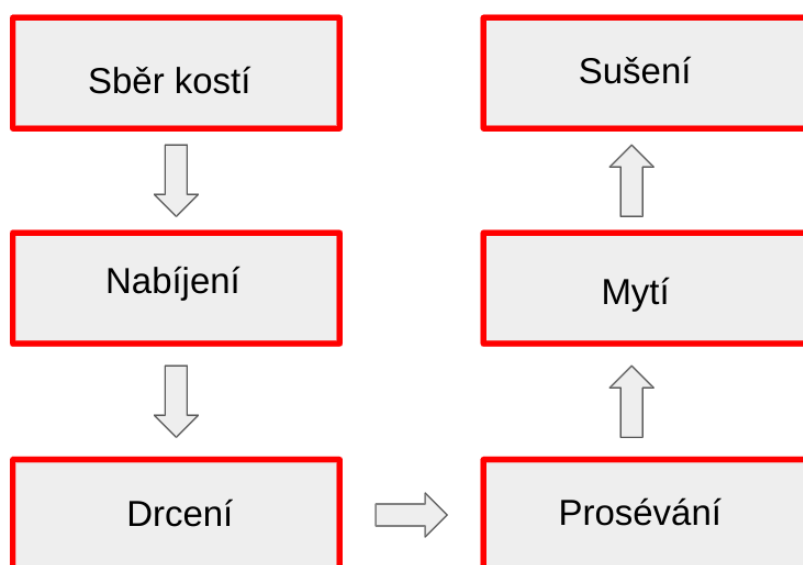 Sběr kostí
Nabíjení
Drcení
Prosévání
Mytí
Sušení